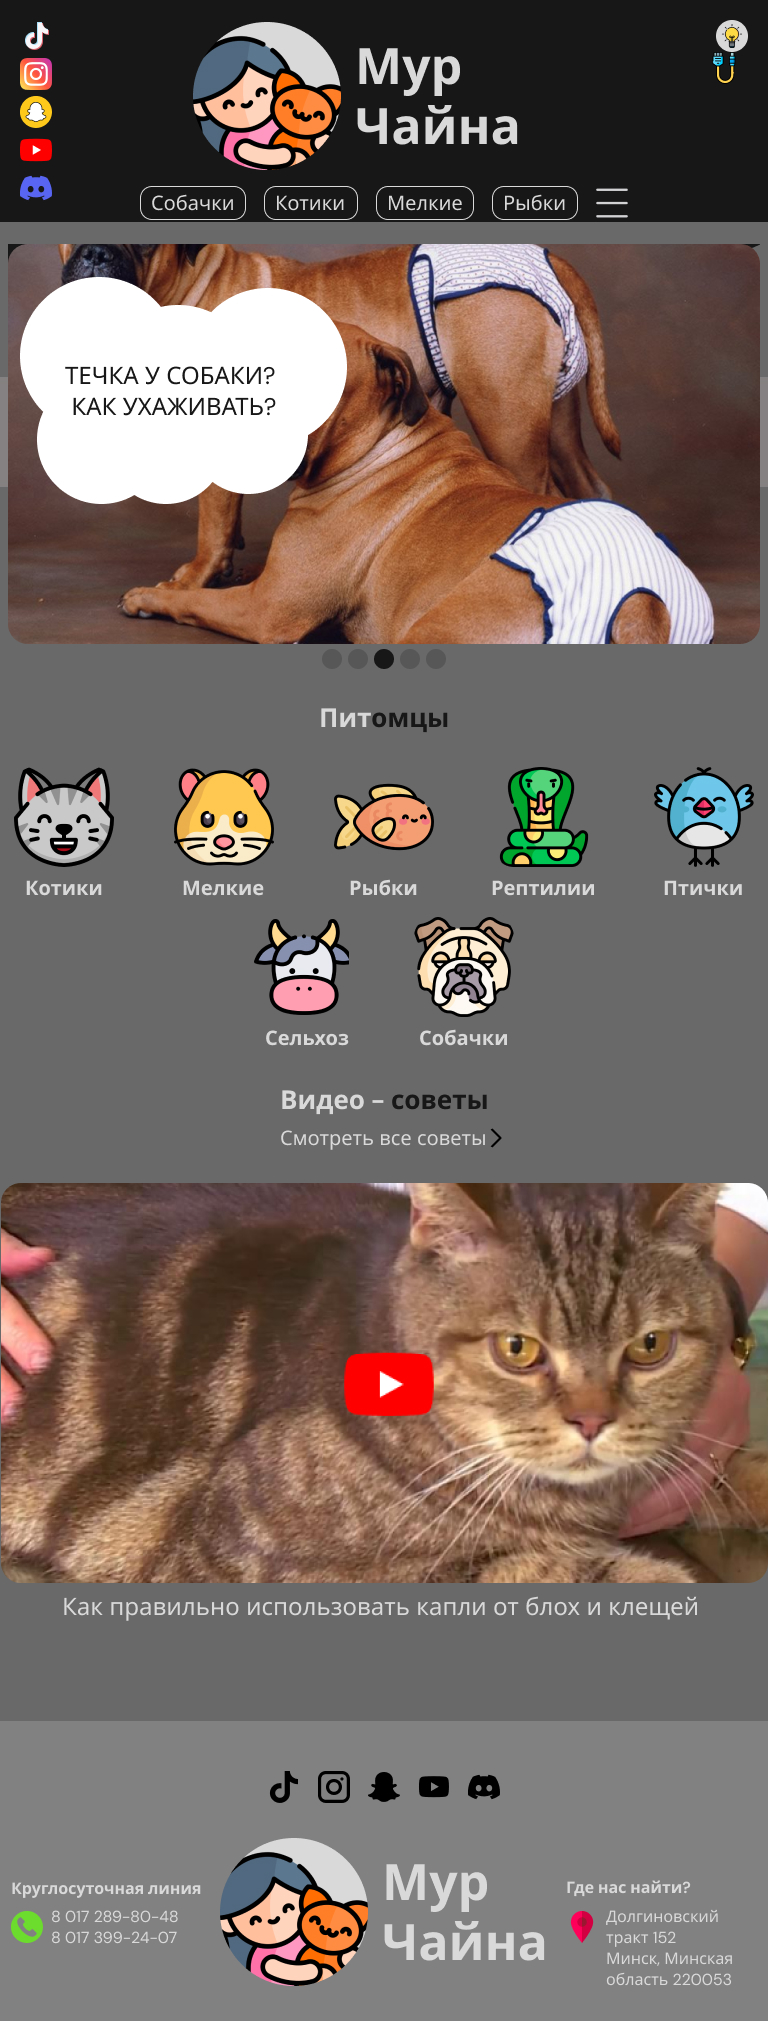 Мур
Чайна
Собачки
Котики
Мелкие
Рыбки
ТЕЧКА У СОБАКИ?
КАК УХАЖИВАТЬ?
Питомцы
Котики
Мелкие
Рыбки
Рептилии
Птички
Сельхоз
Собачки
Видео – советы
Смотреть все советы
Как правильно использовать капли от блох и клещей
Круглосуточная линия
8 017 289-80-48
8 017 399-24-07
Мур
Чайна
Где нас найти?
Долгиновский
тракт 152
Минск, Минская
область 220053